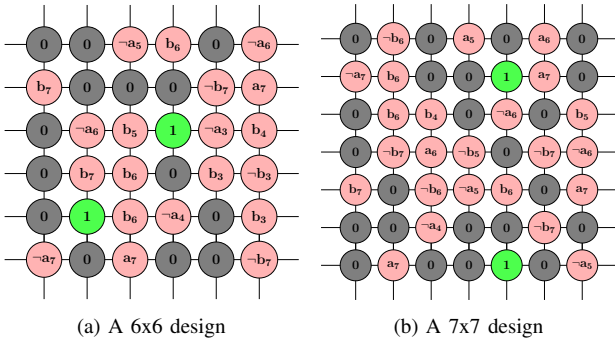 0 0 ¬a₅ b₆ 0 ¬a₆
b₇ 0 0 0 ¬b₇ a₇
0 ¬a₆ b₅ 1 ¬a₃ b₄
0 b₇ b₆ 0 b₃ ¬b₃
0 1 b₆ ¬a₄ 0 b₃
¬a₇ 0 a₇ 0 0 ¬b₇
(a) A 6x6 design
0 ¬b₆ 0 a₅ 0 a₆ 0
¬a₇ b₆ 0 0 1 a₇ 0
0 b₆ b₄ 0 ¬a₆ 0 b₅
0 ¬b₇ a₆ ¬b₅ 0 ¬b₇ ¬a₆
b₇ 0 ¬b₆ ¬a₅ b₆ 0 a₇
0 0 ¬a₄ 0 0 ¬b₇ 0
0 a₇ 0 0 1 0 ¬a₅
(b) A 7x7 design